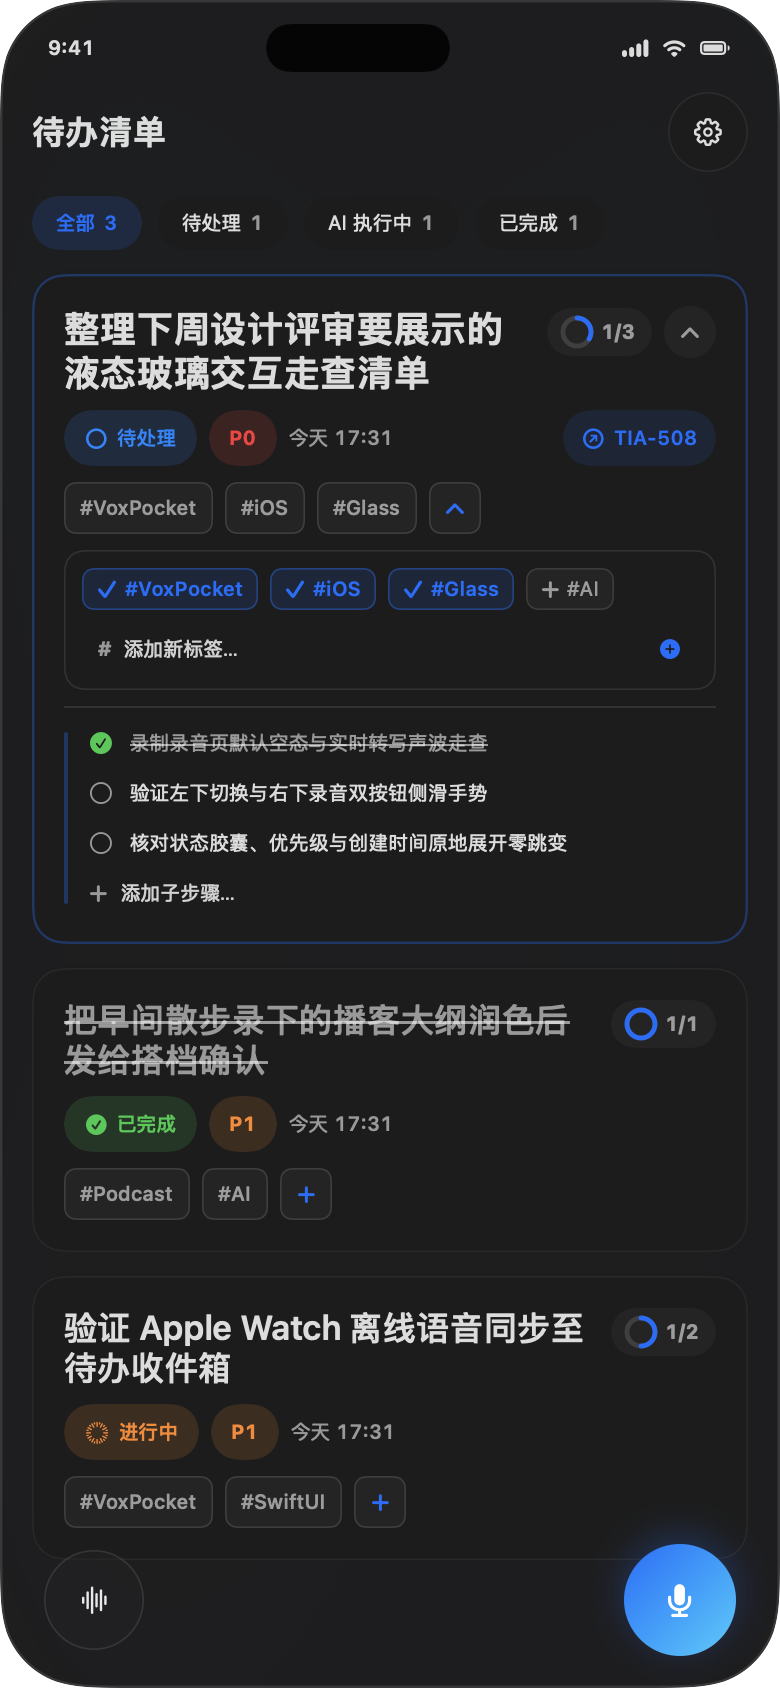 9:41
待办清单
全部 3 待处理 1 AI 执行中 1 已完成 1
整理下周设计评审要展示的
液态玻璃交互走查清单
1/3
待处理 P0 今天 17:31 TIA-508
#VoxPocket #iOS #Glass
#VoxPocket #iOS #Glass #AI
# 添加新标签...
录制录音页默认空态与实时转写声波走查
验证左下切换与右下录音双按钮侧滑手势
核对状态胶囊、优先级与创建时间原地展开零跳变
添加子步骤...
把早间散步录下的播客大纲润色后
发给搭档确认
1/1
已完成 P1 今天 17:31
#Podcast #AI
验证 Apple Watch 离线语音同步至
待办收件箱
1/2
进行中 P1 今天 17:31
#VoxPocket #SwiftUI